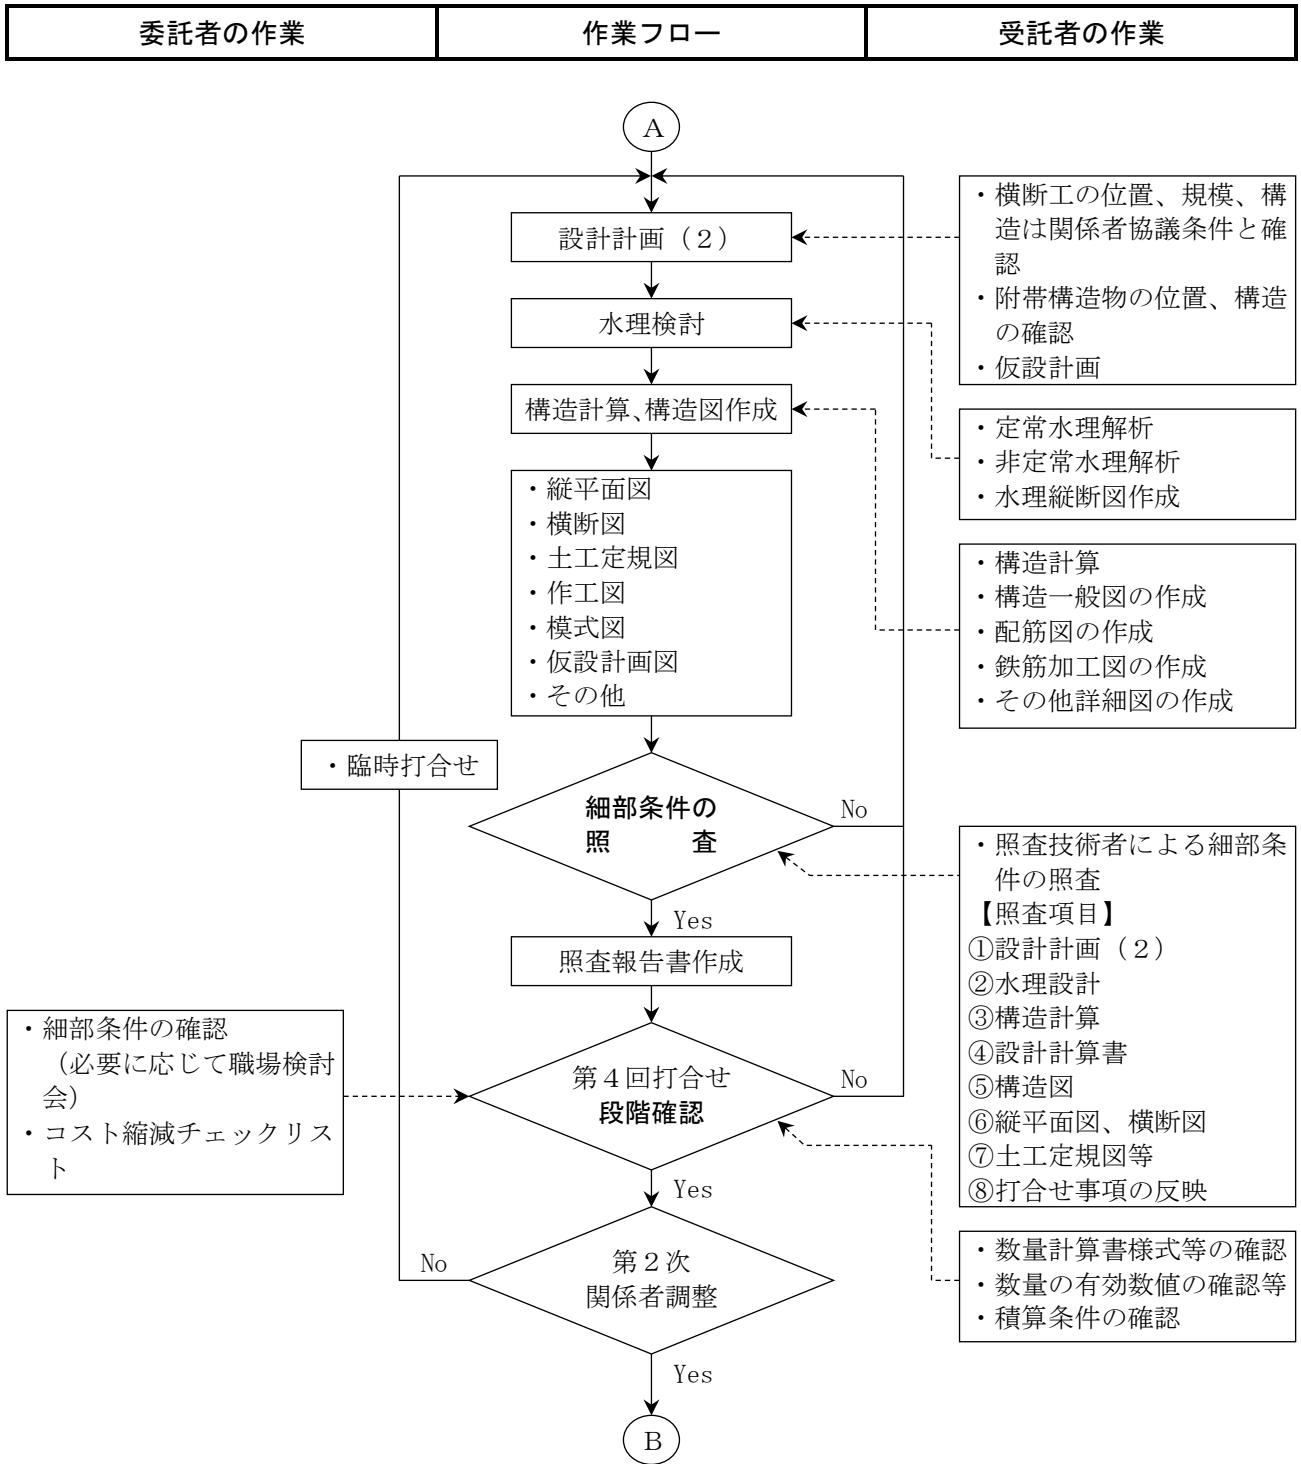 委託者の作業
作業フロー
受託者の作業
A
・横断工の位置、規模、構
造は関係者協議条件と確
認
・附帯構造物の位置、構造
の確認
・仮設計画
設計計画（２）
水理検討
・定常水理解析
・非定常水理解析
・水理縦断図作成
構造計算、構造図作成
・縦平面図
・横断図
・土工定規図
・作工図
・模式図
・仮設計画図
・その他
・構造計算
・構造一般図の作成
・配筋図の作成
・鉄筋加工図の作成
・その他詳細図の作成
・臨時打合せ
細部条件の
照　　　査
No
Yes
・照査技術者による細部条
件の照査
【照査項目】
①設計計画（２）
②水理設計
③構造計算
④設計計算書
⑤構造図
⑥縦平面図、横断図
⑦土工定規図等
⑧打合せ事項の反映
照査報告書作成
・細部条件の確認
（必要に応じて職場検討
会）
・コスト縮減チェックリス
ト
第４回打合せ
段階確認
No
Yes
・数量計算書様式等の確認
・数量の有効数値の確認等
・積算条件の確認
第２次
関係者調整
No
Yes
B